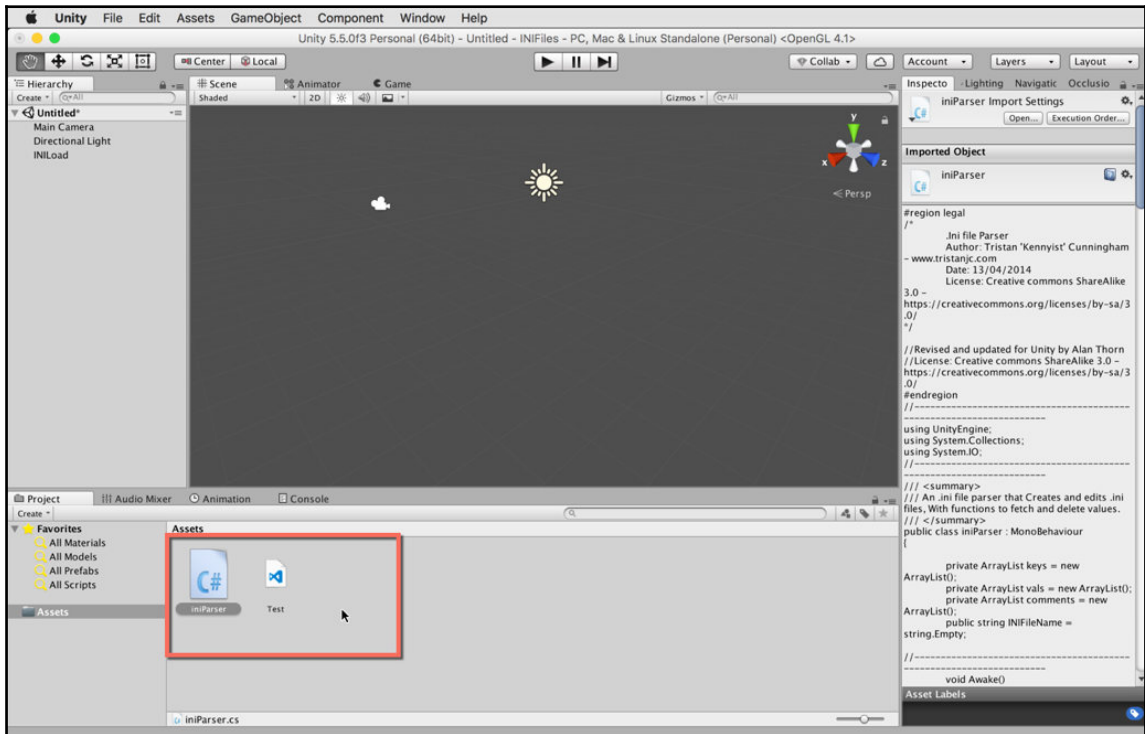 Unity File Edit Assets GameObject Component Window Help
Unity 5.5.0f3 Personal (64bit) - Untitled - INIFiles - PC, Mac & Linux Standalone (Personal) <OpenGL 4.1>
Center Local Collab Account Layers Layout
Hierarchy
Create All
Untitled*
Main Camera
Directional Light
INILoad
Scene Animator Game
Shaded 2D Gizmos All
y
x z
Persp
Inspecto Lighting Navigatic Occlusio
iniParser Import Settings
Open... Execution Order...
C#
Imported Object
iniParser
C#
#region legal
/*
.Ini file Parser
Author: Tristan 'Kennyist' Cunningham
- www.tristanjc.com
Date: 13/04/2014
License: Creative commons ShareAlike
3.0 -
https://creativecommons.org/licenses/by-sa/3
.0/
*/
//Revised and updated for Unity by Alan Thorn
//License: Creative commons ShareAlike 3.0 -
https://creativecommons.org/licenses/by-sa/3
.0/
#endregion
//------------------------------------------
---------------------------
using UnityEngine;
using System.Collections;
using System.IO;
//------------------------------------------
---------------------------
/// <summary>
/// An .ini file parser that Creates and edits .ini
files, With functions to fetch and delete values.
/// </summary>
public class iniParser : MonoBehaviour
{
private ArrayList keys = new
ArrayList();
private ArrayList vals = new ArrayList();
private ArrayList comments = new
ArrayList();
public string INIFileName =
string.Empty;
//------------------------------------------
---------------------------
void Awake()
Asset Labels
Project Audio Mixer Animation Console
Create
Favorites
All Materials
All Models
All Prefabs
All Scripts
Assets
Assets
C#
iniParser Test
iniParser.cs